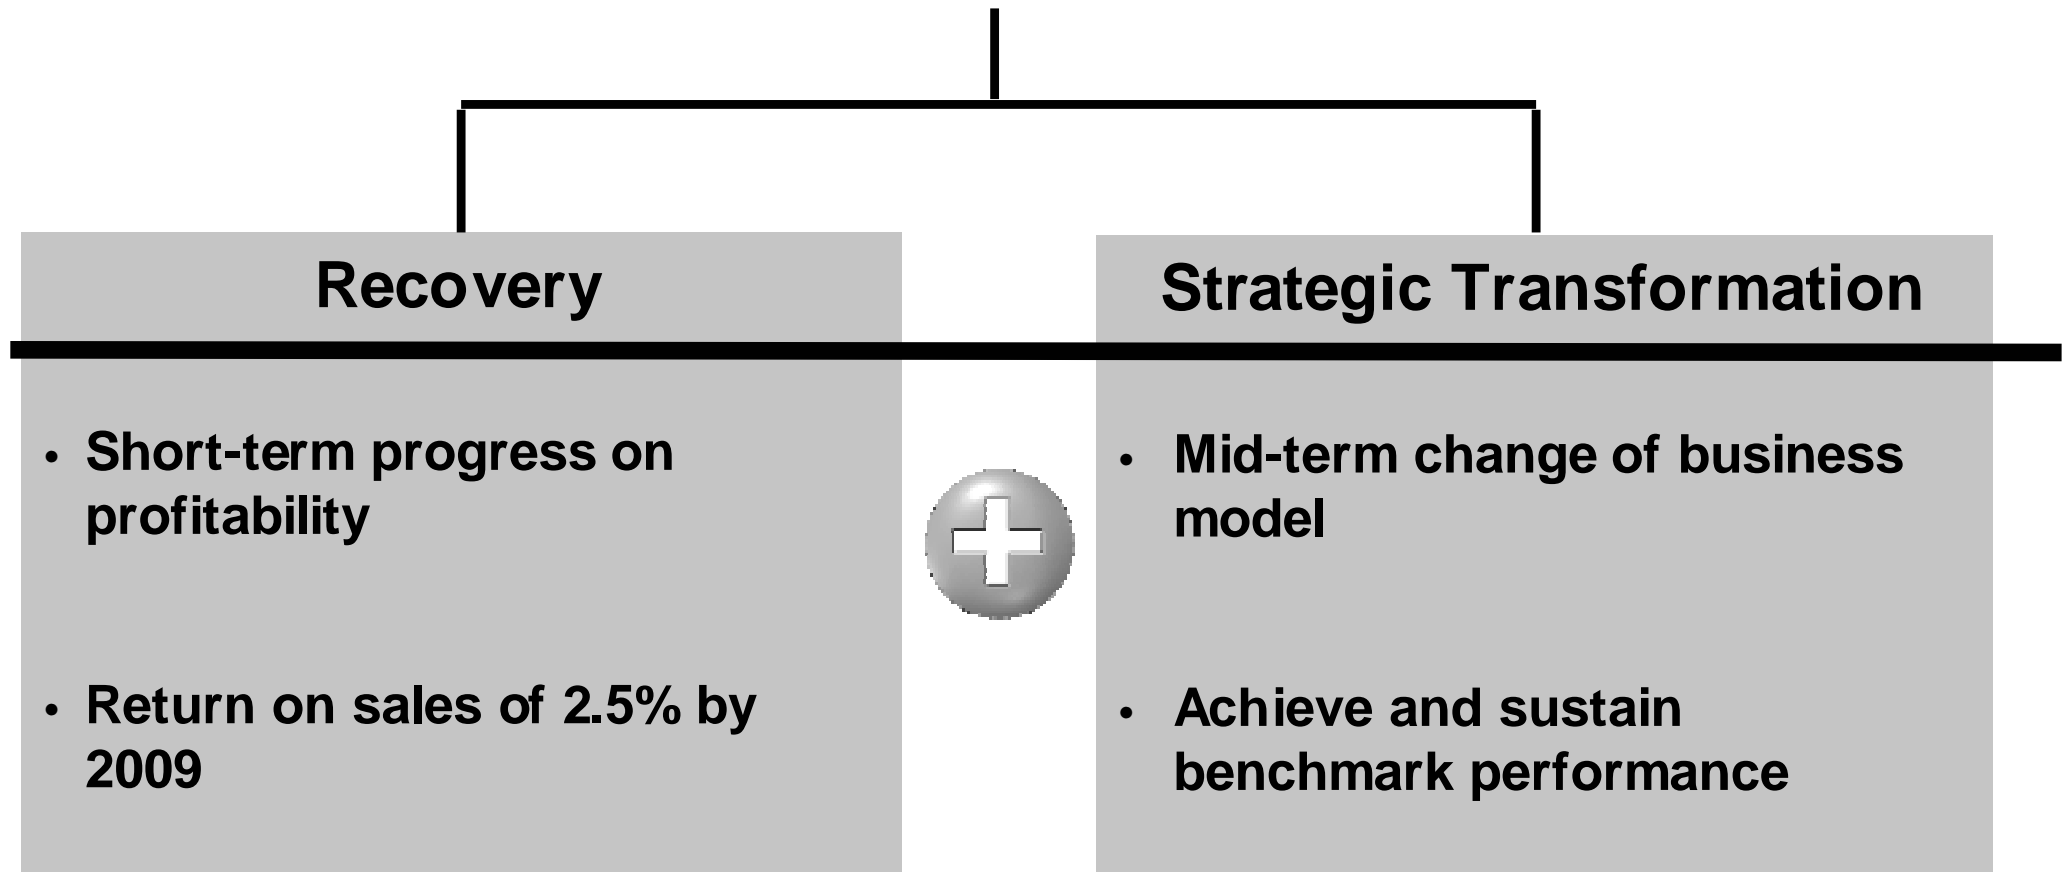 Recovery
Strategic Transformation
• Short-term progress on
profitability
• Return on sales of 2.5% by
2009
• Mid-term change of business
model
• Achieve and sustain
benchmark performance